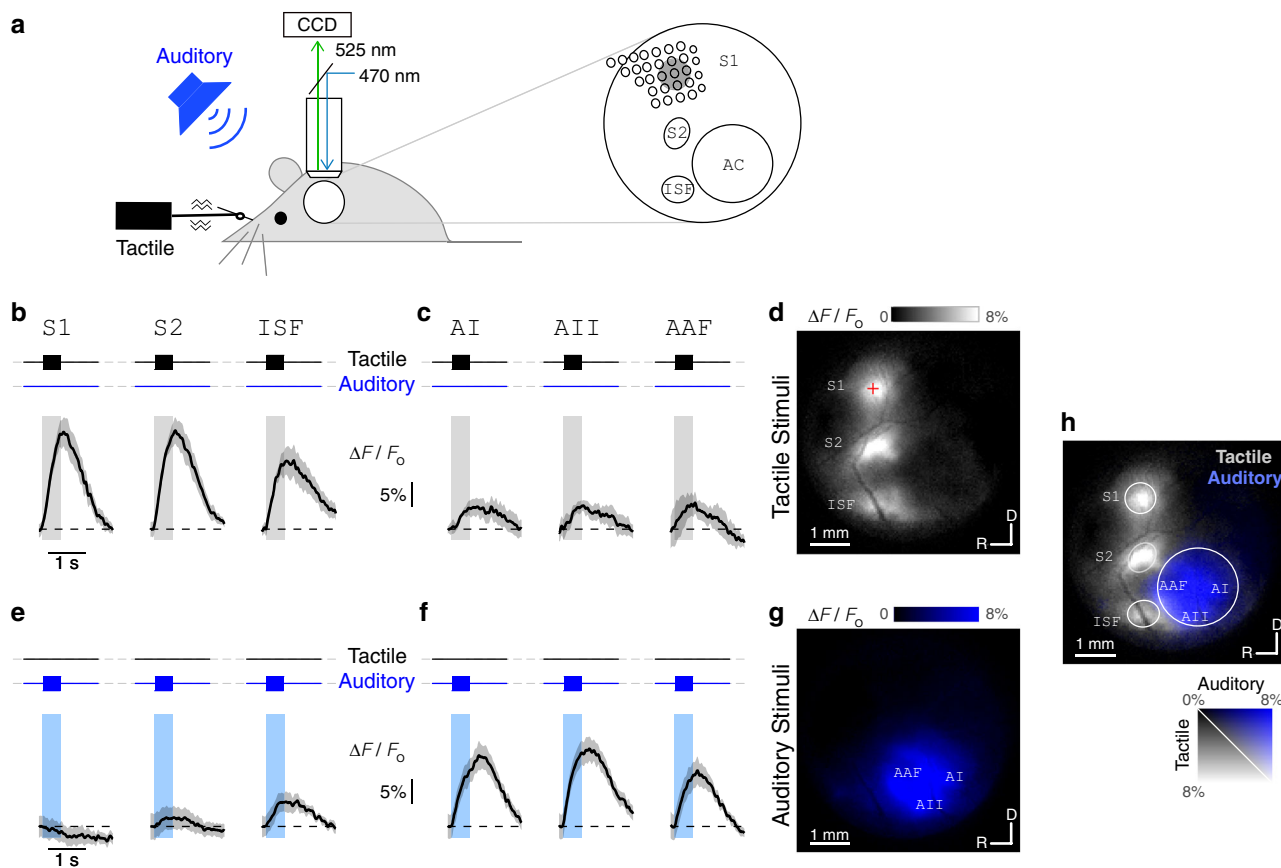 a
CCD
Auditory
525 nm
470 nm
Tactile
S1
S2
AC
ISF
b
S1 S2 ISF
Tactile
Auditory
ΔF / Fo
5%
1 s
c
AI AII AAF
d
ΔF / Fo 0 8%
Tactile Stimuli
S1
S2
ISF
1 mm
D
R
e
Tactile
Auditory
ΔF / Fo
5%
1 s
f
g
ΔF / Fo 0 8%
Auditory Stimuli
AAF AI
AII
1 mm
D
R
h
Tactile
Auditory
S1
S2
AAF AI
AII
ISF
1 mm
D
R
Auditory
0% 8%
Tactile
8%